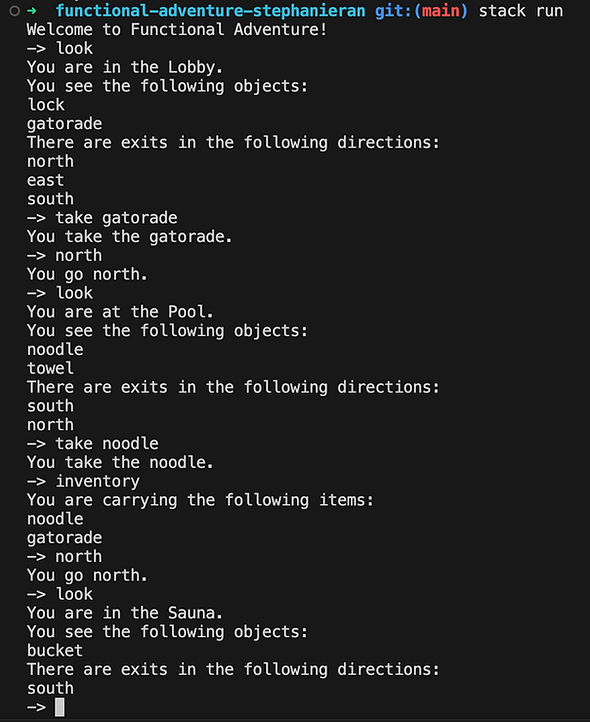 → functional-adventure-stephanieran git:(main) stack run
Welcome to Functional Adventure!
-> look
You are in the Lobby.
You see the following objects:
lock
gatorade
There are exits in the following directions:
north
east
south
-> take gatorade
You take the gatorade.
-> north
You go north.
-> look
You are at the Pool.
You see the following objects:
noodle
towel
There are exits in the following directions:
south
north
-> take noodle
You take the noodle.
-> inventory
You are carrying the following items:
noodle
gatorade
-> north
You go north.
-> look
You are in the Sauna.
You see the following objects:
bucket
There are exits in the following directions:
south
->